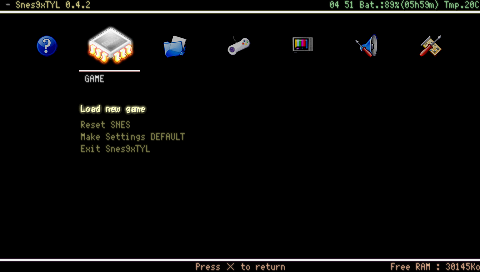 - Snes9xTYL 0.4.2 04 51 Bat.:89%(05h59m) Tmp.20C
GAME
Load new game
Reset SNES
Make Settings DEFAULT
Exit Snes9xTYL
Press X to return Free RAM : 30145Ko